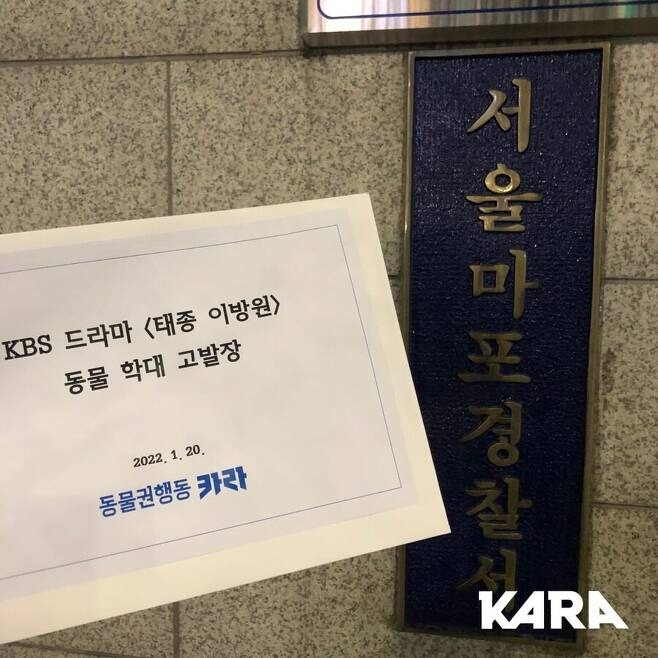 KBS 드라마 〈태종 이방원〉
동물 학대 고발장
2022.1.20.
동물권행동 카라
서울마포경찰서
KARA